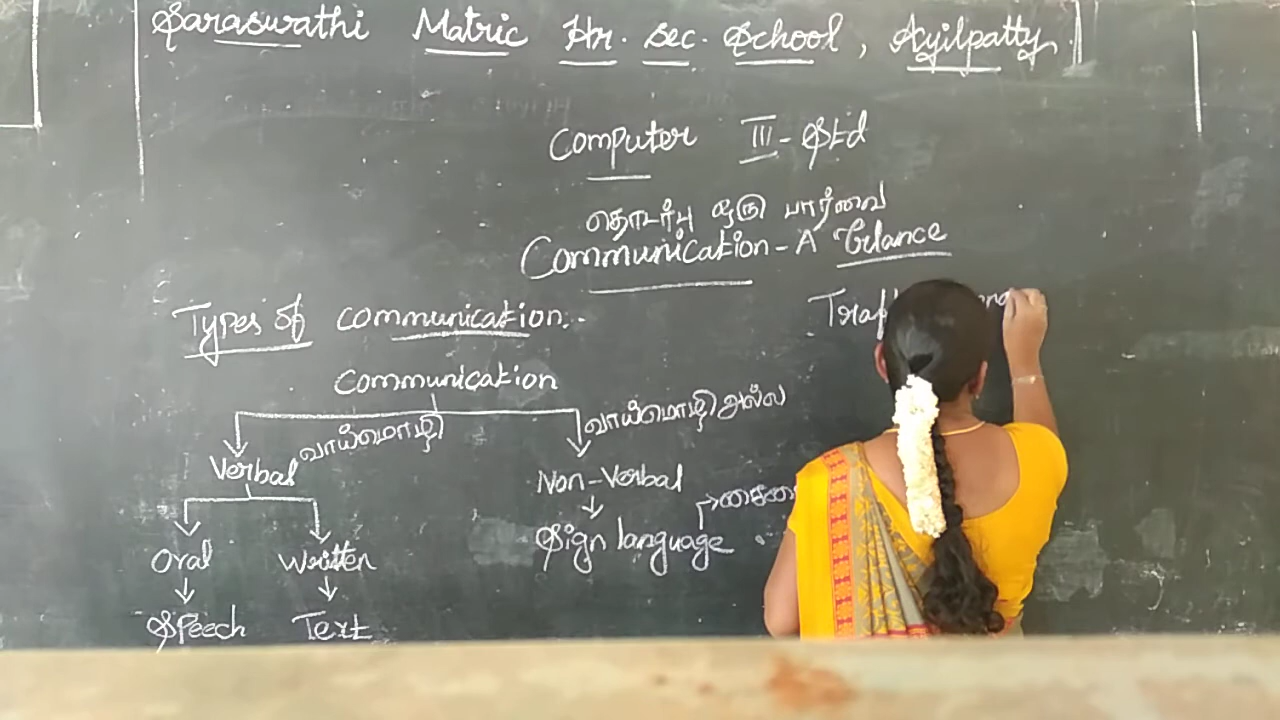 Saraswathi Matric Hr. Sec. School, Ayilpatty
Computer III - Std
தொடர்பு ஒரு பார்வை
Communication - A Glance
Types of communication..
Communication
வாய்மொழி
வாய்மொழி அல்ல
Verbal
Non-Verbal
Oral
Written
Sign language
Speech
Text